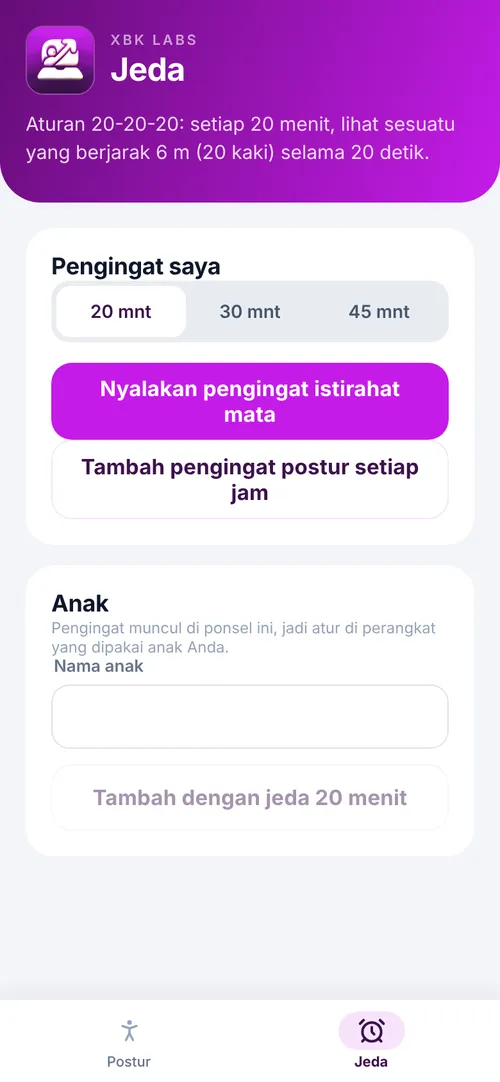 XBK LABS
Jeda
Aturan 20-20-20: setiap 20 menit, lihat sesuatu
yang berjarak 6 m (20 kaki) selama 20 detik.
Pengingat saya
20 mnt
30 mnt
45 mnt
Nyalakan pengingat istirahat
mata
Tambah pengingat postur setiap
jam
Anak
Pengingat muncul di ponsel ini, jadi atur di perangkat
yang dipakai anak Anda.
Nama anak
Tambah dengan jeda 20 menit
Postur
Jeda